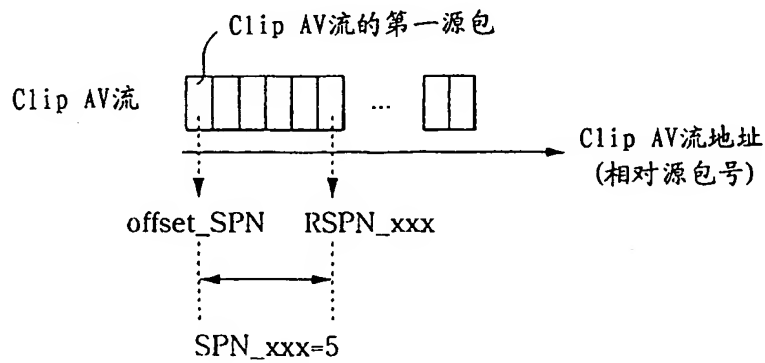 Clip AV流的第一源包
Clip AV流
...
Clip AV流地址
(相对源包号)
offset_SPN RSPN_xxx
SPN_xxx=5